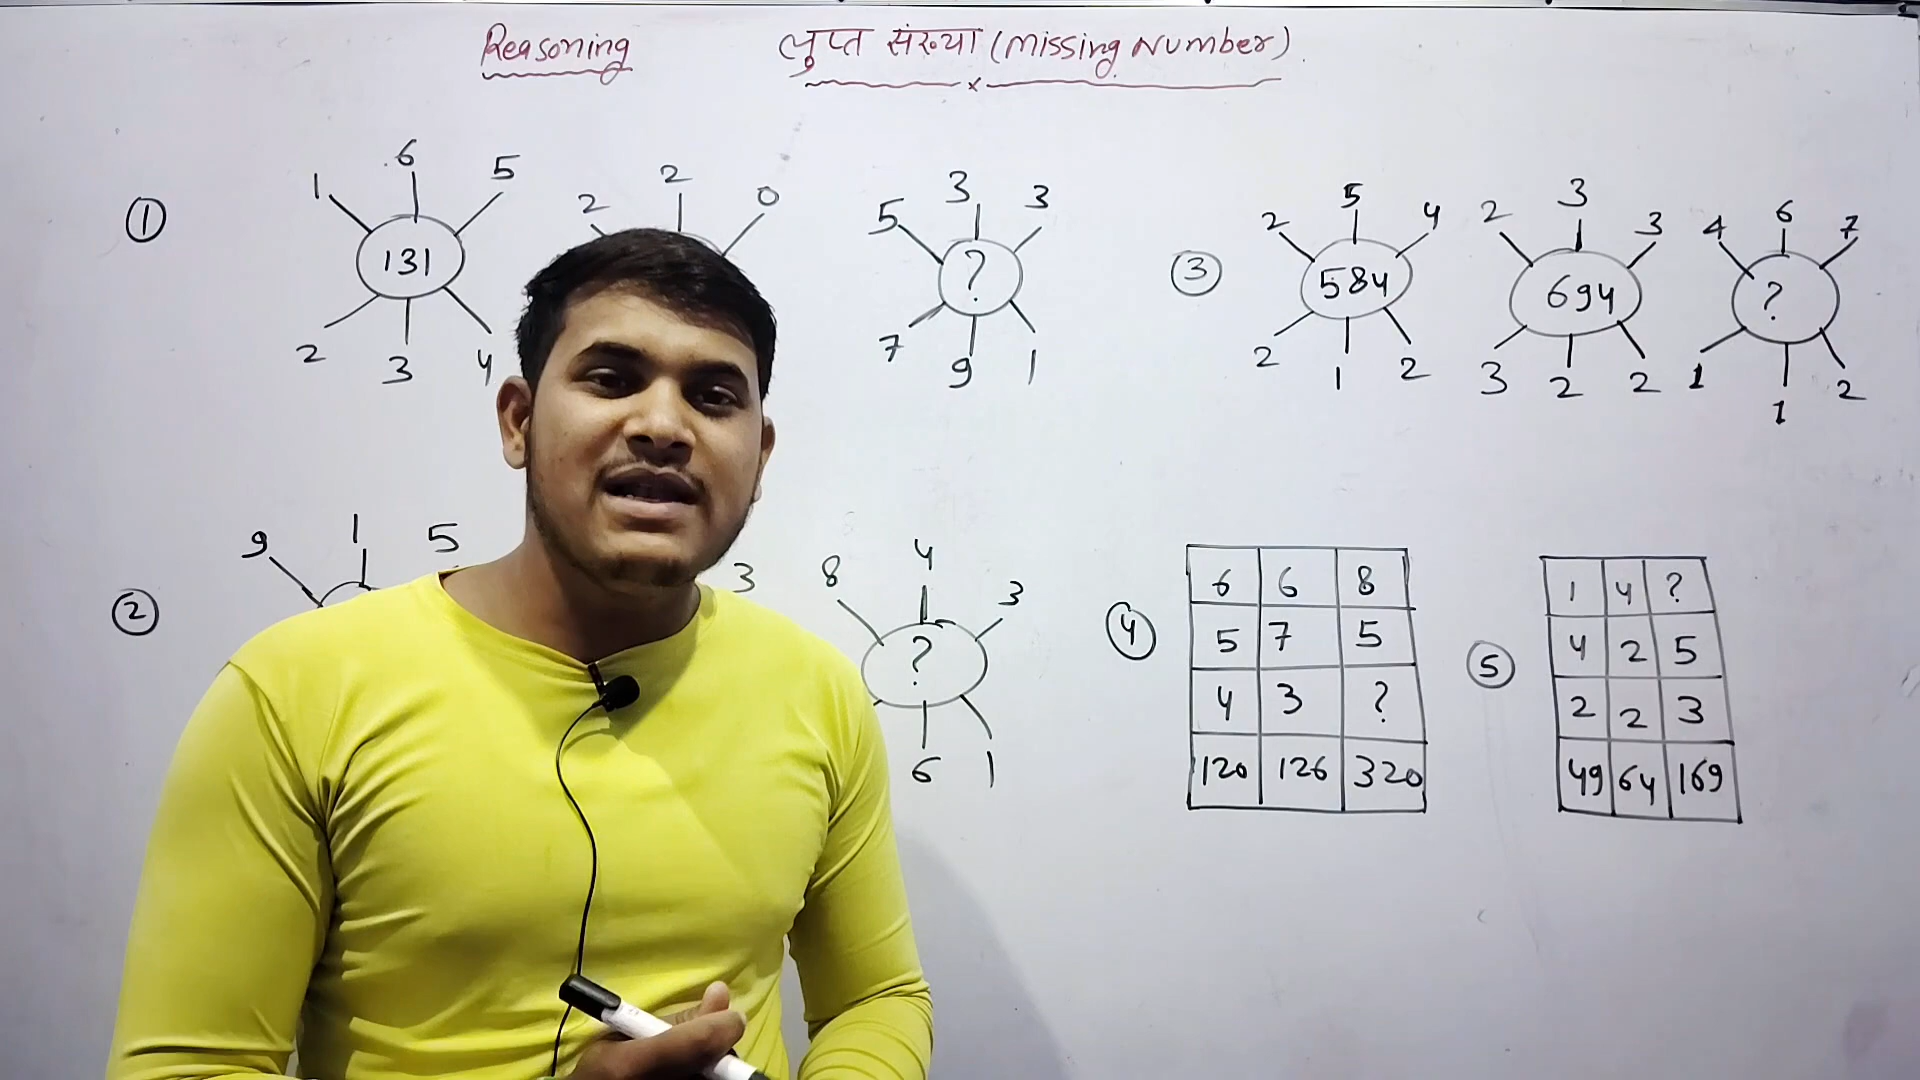 Reasoning लुप्त संख्या (Missing Number)
①
1 6 5
131
2 3 4
2 2 0
5 3 3
?
7 9 1
③
2 5 4
584
2 1 2
2 3 3
694
3 2 2
4 6 7
?
1 1 2
②
9 1 5
3
8 4 3
?
6 1
④
6 6 8
5 7 5
4 3 ?
120 126 320
⑤
1 4 ?
4 2 5
2 2 3
49 64 169